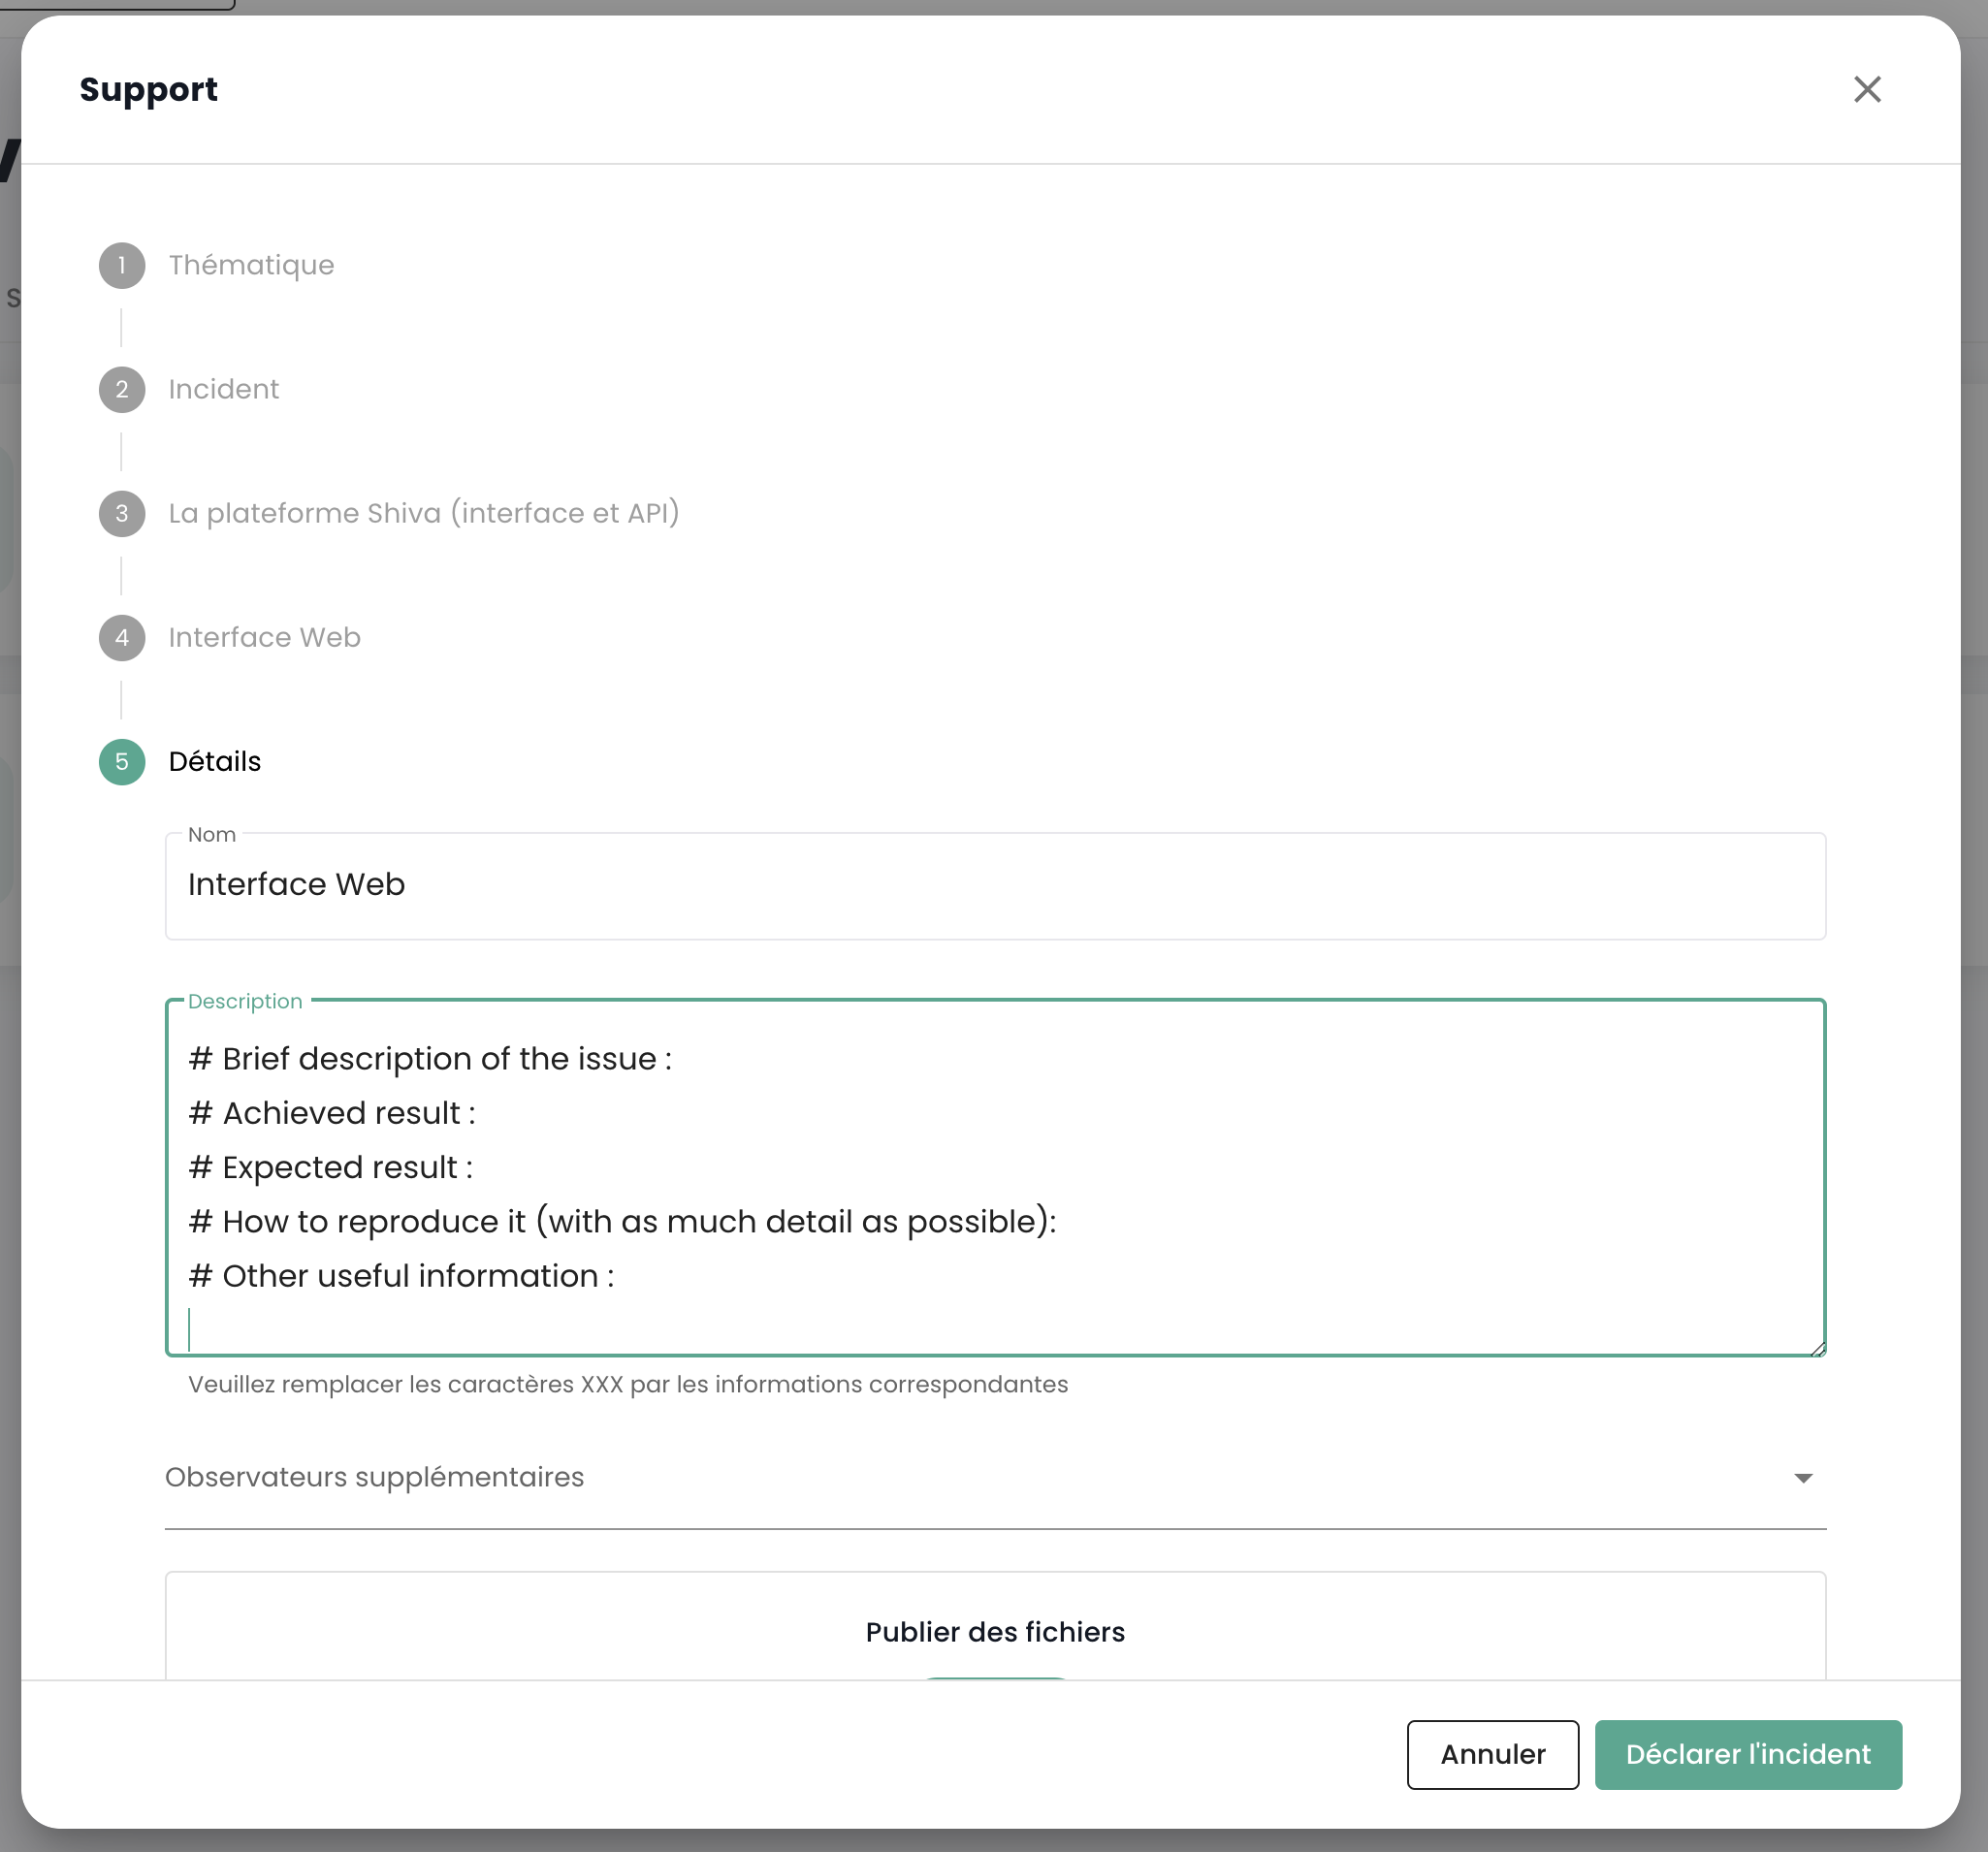 Support
1 Thématique
2 Incident
3 La plateforme Shiva (interface et API)
4 Interface Web
5 Détails
Nom
Interface Web
Description
# Brief description of the issue :
# Achieved result :
# Expected result :
# How to reproduce it (with as much detail as possible):
# Other useful information :
Veuillez remplacer les caractères XXX par les informations correspondantes
Observateurs supplémentaires
Publier des fichiers
Annuler
Déclarer l'incident